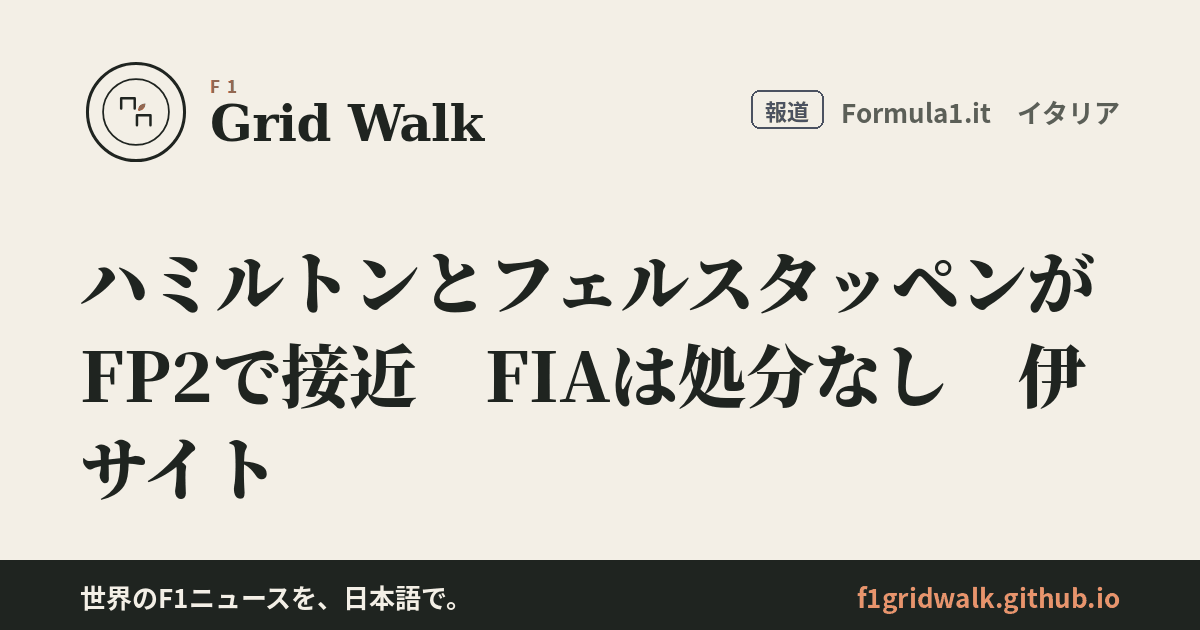 F1
Grid Walk
報道
Formula1.it　イタリア
ハミルトンとフェルスタッペンが
FP2で接近　FIAは処分なし　伊
サイト
世界のF1ニュースを、日本語で。
f1gridwalk.github.io